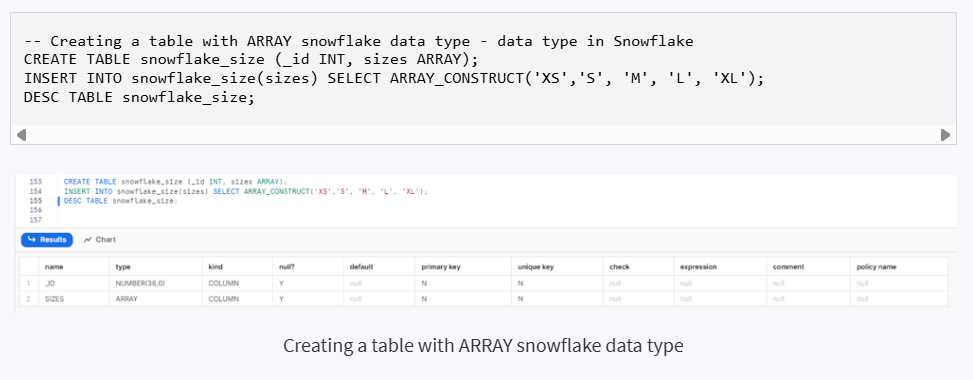 -- Creating a table with ARRAY snowflake data type - data type in Snowflake
CREATE TABLE snowflake_size (_id INT, sizes ARRAY);
INSERT INTO snowflake_size(sizes) SELECT ARRAY_CONSTRUCT('XS','S', 'M', 'L', 'XL');
DESC TABLE snowflake_size;
153 CREATE TABLE snowflake_size (_id INT, sizes ARRAY);
154 INSERT INTO snowflake_size(sizes) SELECT ARRAY_CONSTRUCT('XS','S', 'M', 'L', 'XL');
155 DESC TABLE snowflake_size;
156
157
Results Chart
name type kind null? default primary key unique key check expression comment policy name
1 _ID NUMBER(38,0) COLUMN Y null N N null null null null
2 SIZES ARRAY COLUMN Y null N N null null null null
Creating a table with ARRAY snowflake data type